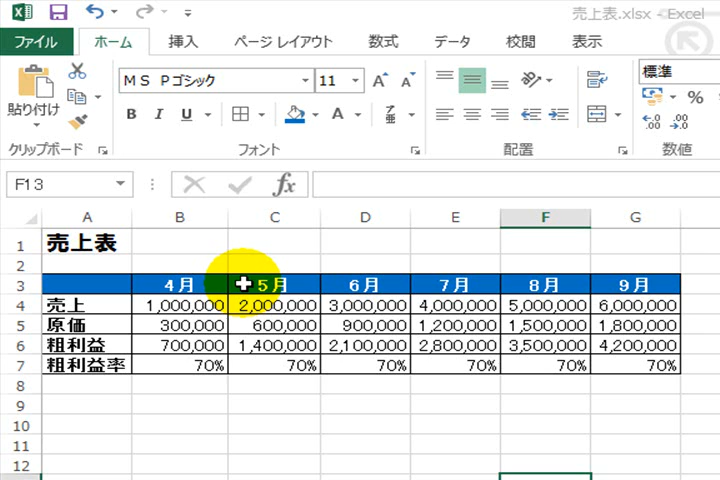 売上表.xlsx - Excel
ファイル ホーム 挿入 ページ レイアウト 数式 データ 校閲 表示
ＭＳ Ｐゴシック 11 A A 標準
貼り付け B I U A 亜 %
クリップボード フォント 配置 数値
F13 fx
A B C D E F G
1 売上表
2
3 4月 5月 6月 7月 8月 9月
4 売上 1,000,000 2,000,000 3,000,000 4,000,000 5,000,000 6,000,000
5 原価 300,000 600,000 900,000 1,200,000 1,500,000 1,800,000
6 粗利益 700,000 1,400,000 2,100,000 2,800,000 3,500,000 4,200,000
7 粗利益率 70% 70% 70% 70% 70% 70%
8
9
10
11
12